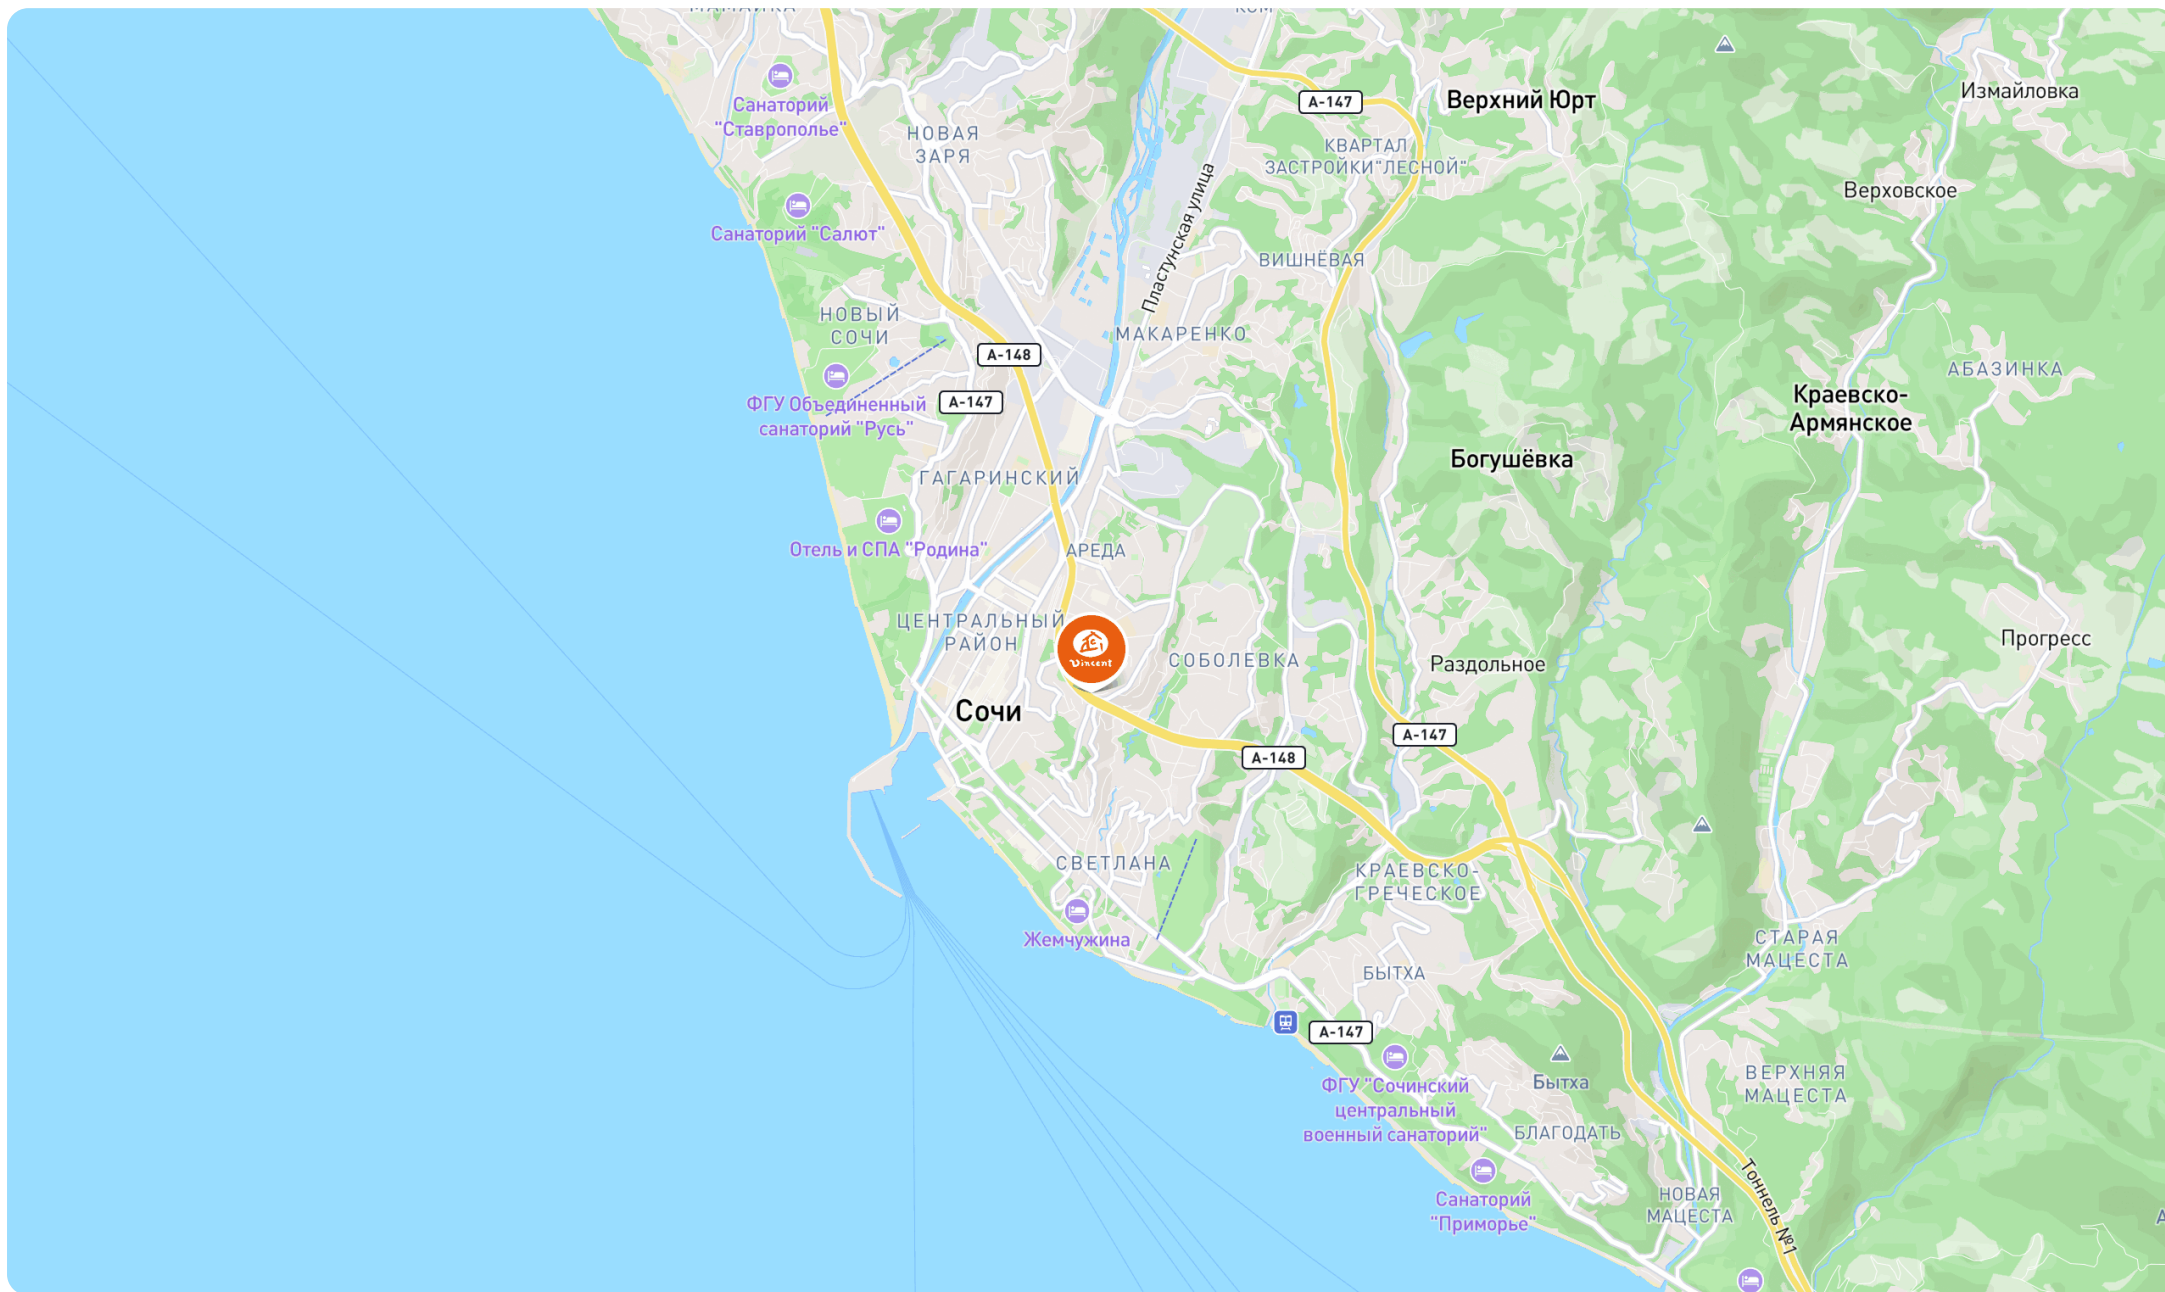 МАМАЙКА
КСМ
Санаторий
"Ставрополье"
НОВАЯ
ЗАРЯ
А-147
Верхний Юрт
КВАРТАЛ
ЗАСТРОЙКИ"ЛЕСНОЙ"
Измайловка
Верховское
Санаторий "Салют"
Пластунская улица
ВИШНЁВАЯ
НОВЫЙ
СОЧИ
МАКАРЕНКО
А-148
А-147
ФГУ Объединенный
санаторий "Русь"
АБАЗИНКА
Краевско-
Армянское
Богушёвка
ГАГАРИНСКИЙ
Отель и СПА "Родина"
АРЕДА
ЦЕНТРАЛЬНЫЙ
РАЙОН
Vincent
СОБОЛЕВКА
Раздольное
Прогресс
Сочи
А-148
А-147
СВЕТЛАНА
КРАЕВСКО-
ГРЕЧЕСКОЕ
Жемчужина
СТАРАЯ
МАЦЕСТА
БЫТХА
А-147
ФГУ "Сочинский
центральный
военный санаторий"
Бытха
ВЕРХНЯЯ
МАЦЕСТА
БЛАГОДАТЬ
Санаторий
"Приморье"
НОВАЯ
МАЦЕСТА
Тоннель №1